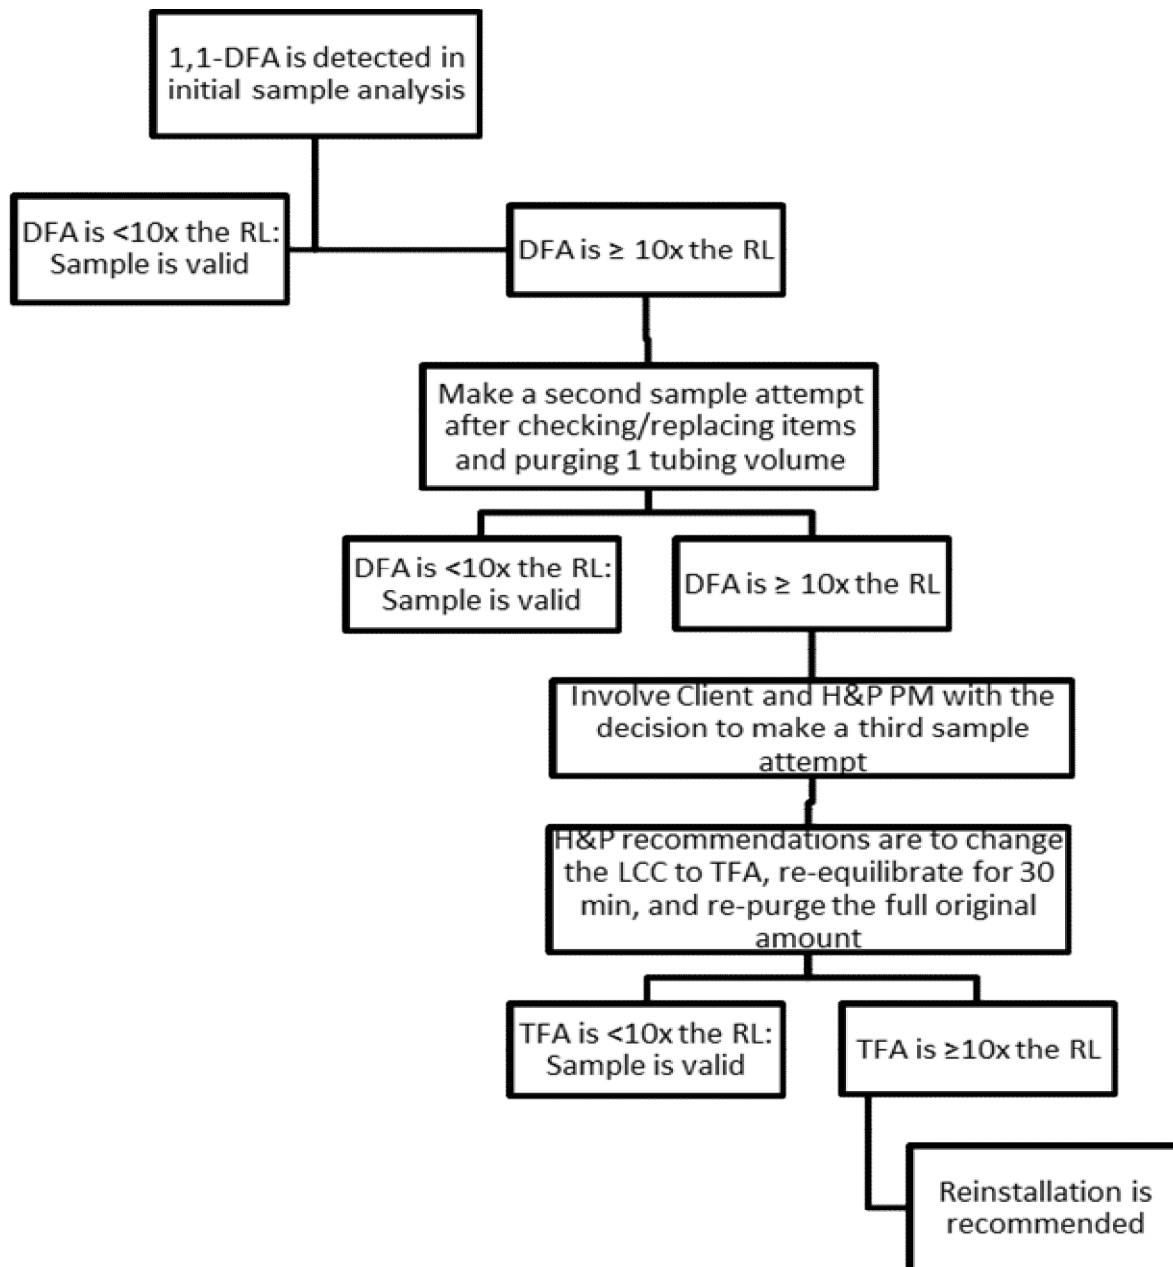 1,1-DFA is detected in
initial sample analysis
DFA is <10x the RL:
Sample is valid
DFA is ≥ 10x the RL
Make a second sample attempt
after checking/replacing items
and purging 1 tubing volume
DFA is <10x the RL:
Sample is valid
DFA is ≥ 10x the RL
Involve Client and H&P PM with the
decision to make a third sample
attempt
H&P recommendations are to change
the LCC to TFA, re-equilibrate for 30
min, and re-purge the full original
amount
TFA is <10x the RL:
Sample is valid
TFA is ≥10x the RL
Reinstallation is
recommended